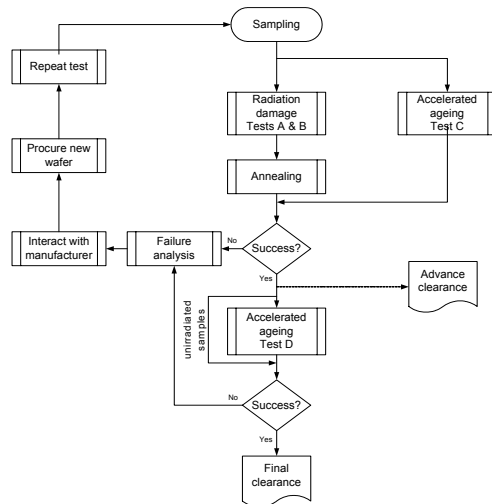 Sampling
Repeat test
Radiation
damage
Tests A & B
Accelerated
ageing
Test C
Procure new
wafer
Annealing
Interact with
manufacturer
Failure
analysis
No
Success?
Yes
Advance
clearance
unirradiated
samples
Accelerated
ageing
Test D
No
Success?
Yes
Final
clearance